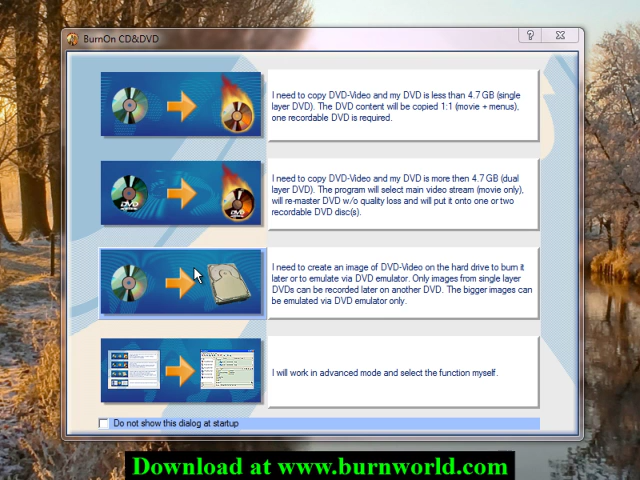 BurnOn CD&DVD
I need to copy DVD-Video and my DVD is less than 4.7 GB (single
layer DVD). The DVD content will be copied 1:1 (movie + menus),
one recordable DVD is required.
I need to copy DVD-Video and my DVD is more then 4.7 GB (dual
layer DVD). The program will select main video stream (movie only),
will re-master DVD w/o quality loss and will put it onto one or two
recordable DVD disc(s).
DVD
DVD
I need to create an image of DVD-Video on the hard drive to burn it
later or to emulate via DVD emulator. Only images from single layer
DVDs can be recorded later on another DVD. The bigger images can
be emulated via DVD emulator only.
I will work in advanced mode and select the function myself.
Do not show this dialog at startup
Download at www.burnworld.com